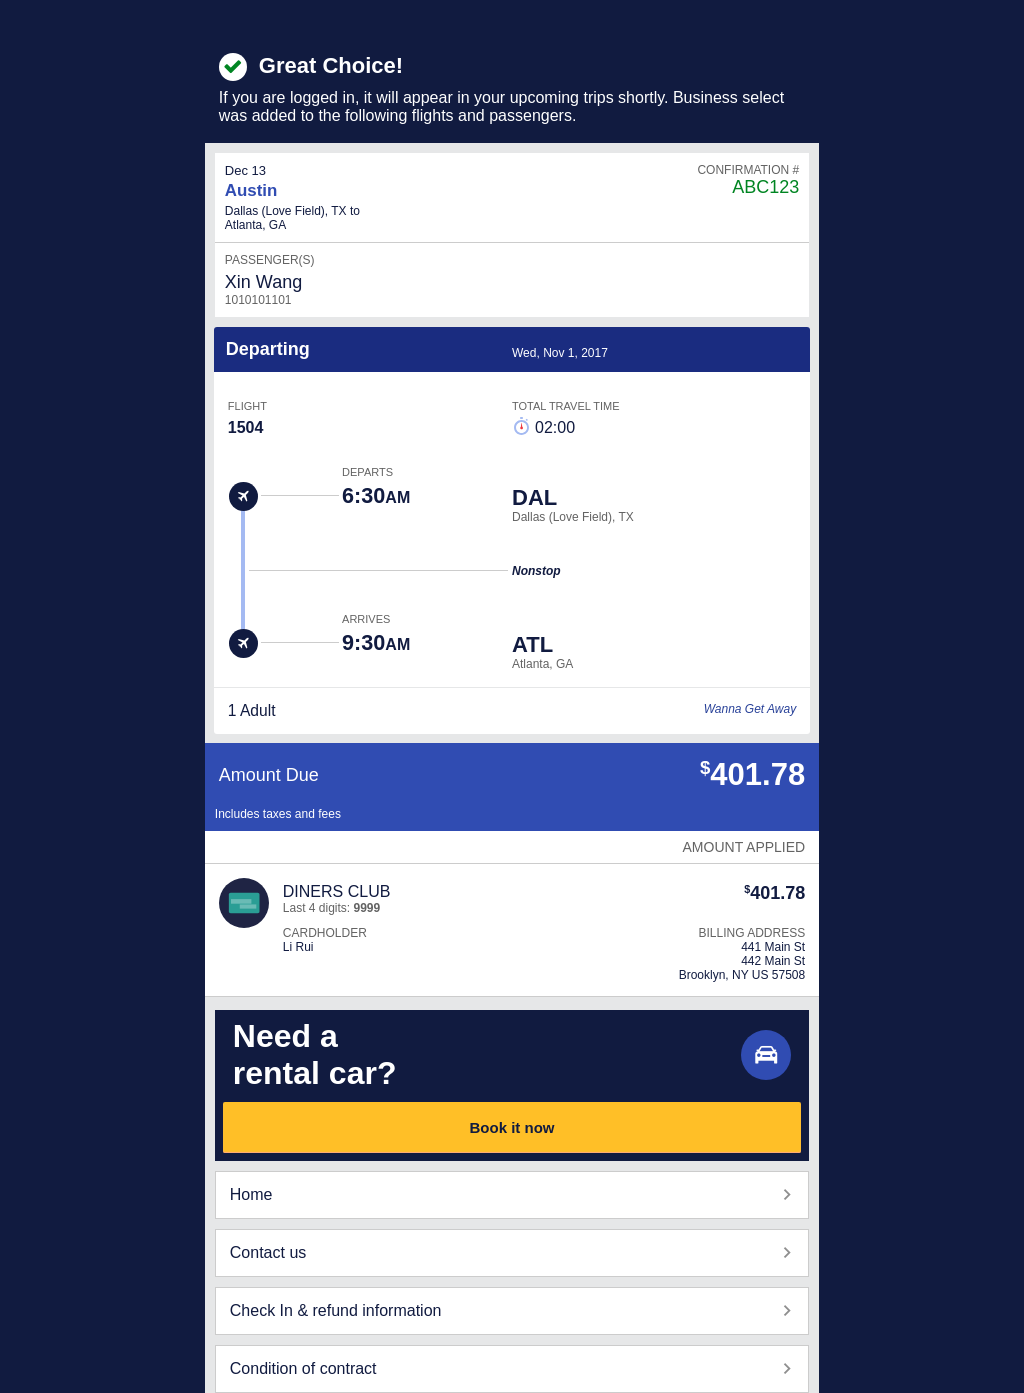 Great Choice!
If you are logged in, it will appear in your upcoming trips shortly. Business select
was added to the following flights and passengers.
Dec 13
CONFIRMATION #
Austin
ABC123
Dallas (Love Field), TX to
Atlanta, GA
PASSENGER(S)
Xin Wang
1010101101
Departing
Wed, Nov 1, 2017
FLIGHT
TOTAL TRAVEL TIME
1504
02:00
DEPARTS
6:30AM
DAL
Dallas (Love Field), TX
Nonstop
ARRIVES
9:30AM
ATL
Atlanta, GA
1 Adult
Wanna Get Away
Amount Due
$401.78
Includes taxes and fees
AMOUNT APPLIED
DINERS CLUB
$401.78
Last 4 digits: 9999
CARDHOLDER
BILLING ADDRESS
Li Rui
441 Main St
442 Main St
Brooklyn, NY US 57508
Need a
rental car?
Book it now
Home
Contact us
Check In & refund information
Condition of contract